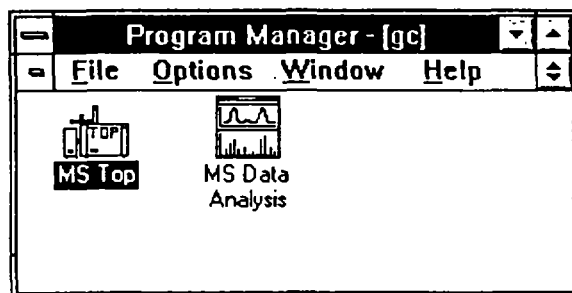 Program Manager - [gc]
File Options Window Help
TOP
MS Top
MS Data
Analysis